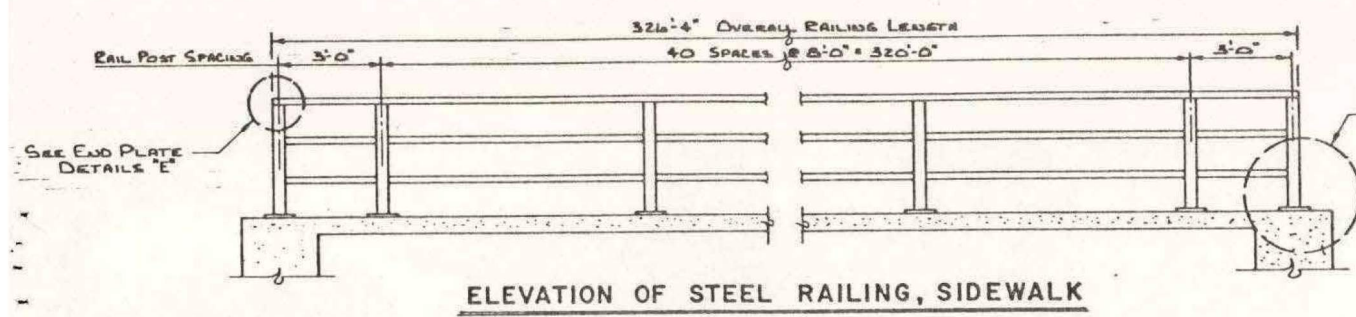 326'-4" OVERALL RAILING LENGTH
RAIL POST SPACING 3'-0" 40 SPACES @ 8'-0" = 320'-0" 3'-0"
SEE END PLATE
DETAILS "E"
ELEVATION OF STEEL RAILING, SIDEWALK